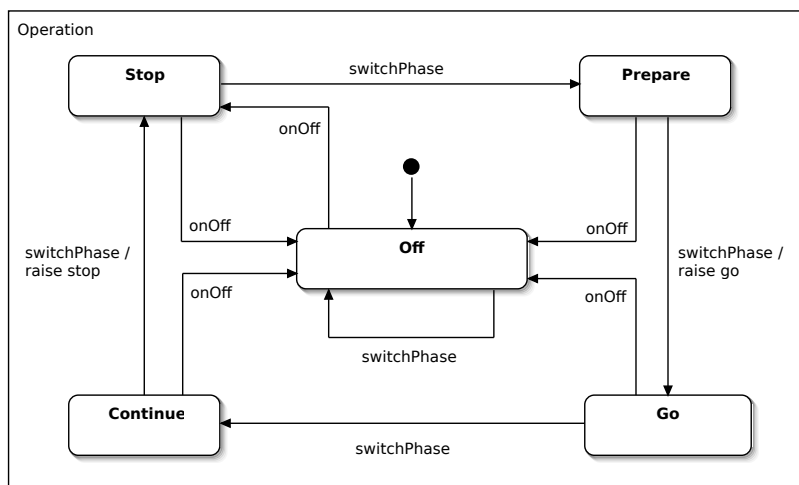 Operation
Stop
switchPhase
Prepare
onOff
onOff
onOff
Off
switchPhase /
raise stop
switchPhase /
raise go
onOff
onOff
switchPhase
Continue
Go
switchPhase